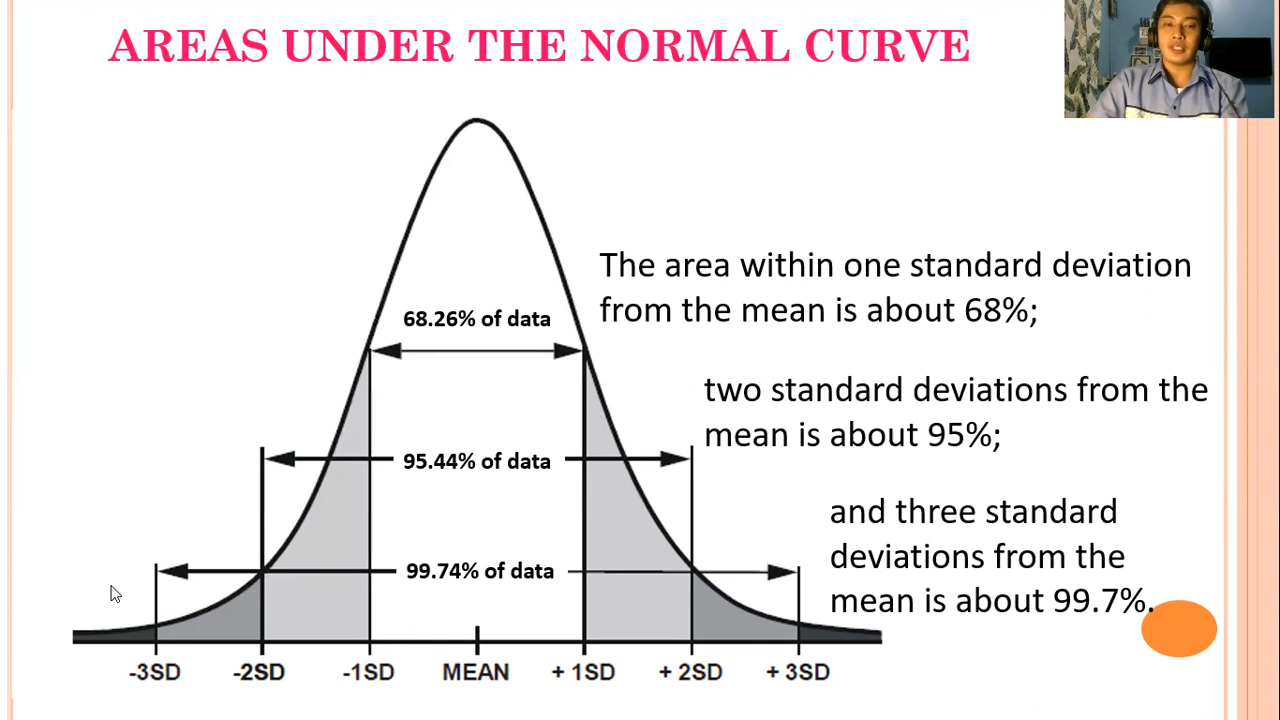 AREAS UNDER THE NORMAL CURVE
The area within one standard deviation
from the mean is about 68%;
68.26% of data
two standard deviations from the
mean is about 95%;
95.44% of data
and three standard
deviations from the
mean is about 99.7%.
99.74% of data
-3SD -2SD -1SD MEAN + 1SD + 2SD + 3SD